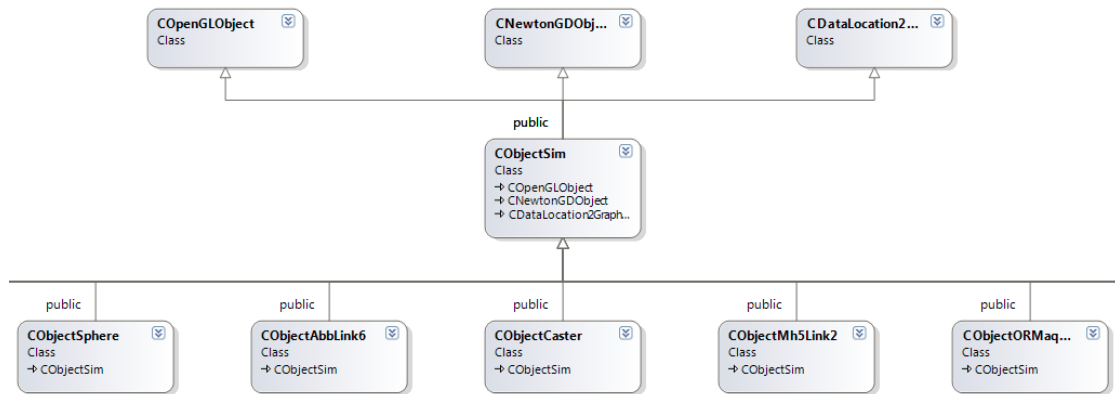 COpenGLObject
Class
CNewtonGDObj...
Class
CDataLocation2...
Class
public
CObjectSim
Class
COpenGLObject
CNewtonGDObject
CDataLocation2Graph...
public
public
public
public
public
CObjectSphere
Class
CObjectSim
CObjectAbbLink6
Class
CObjectSim
CObjectCaster
Class
CObjectSim
CObjectMh5Link2
Class
CObjectSim
CObjectORMaq...
Class
CObjectSim